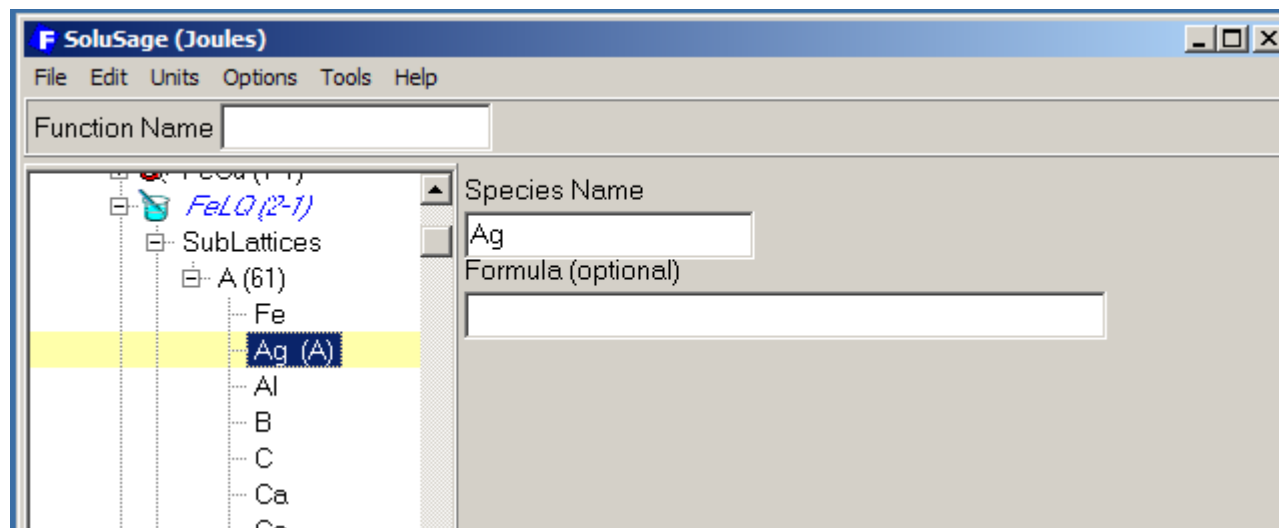 SoluSage (Joules)
File Edit Units Options Tools Help
Function Name
FeLQ (2-1)
SubLattices
A (61)
Fe
Ag (A)
Al
B
C
Ca
Species Name
Ag
Formula (optional)